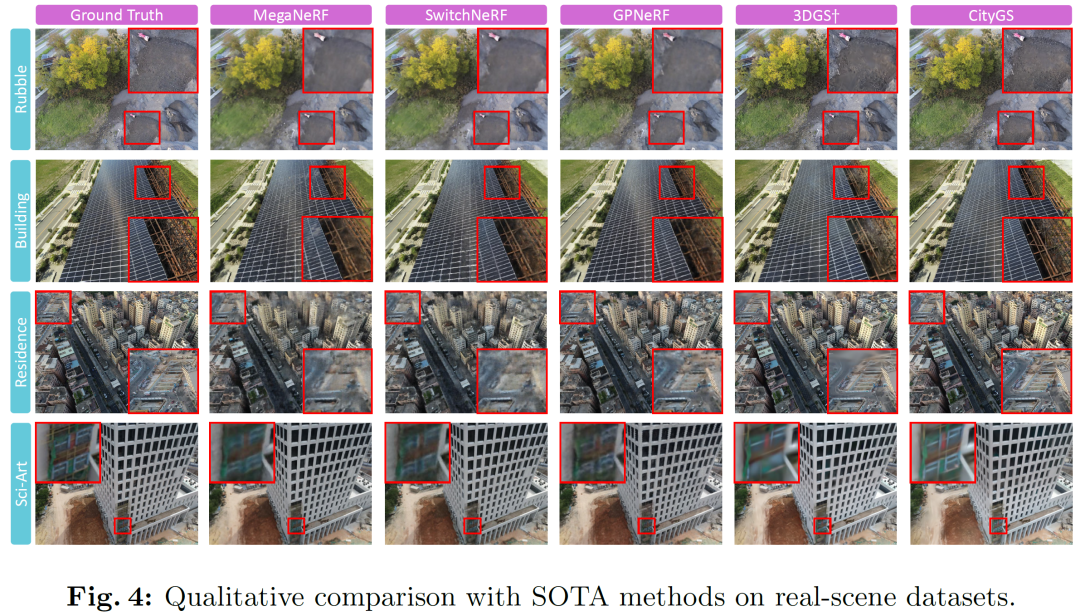 Ground Truth MegaNeRF SwitchNeRF GPNeRF 3DGS† CityGS
Rubble
Building
Residence
Sci-Art
Fig. 4: Qualitative comparison with SOTA methods on real-scene datasets.